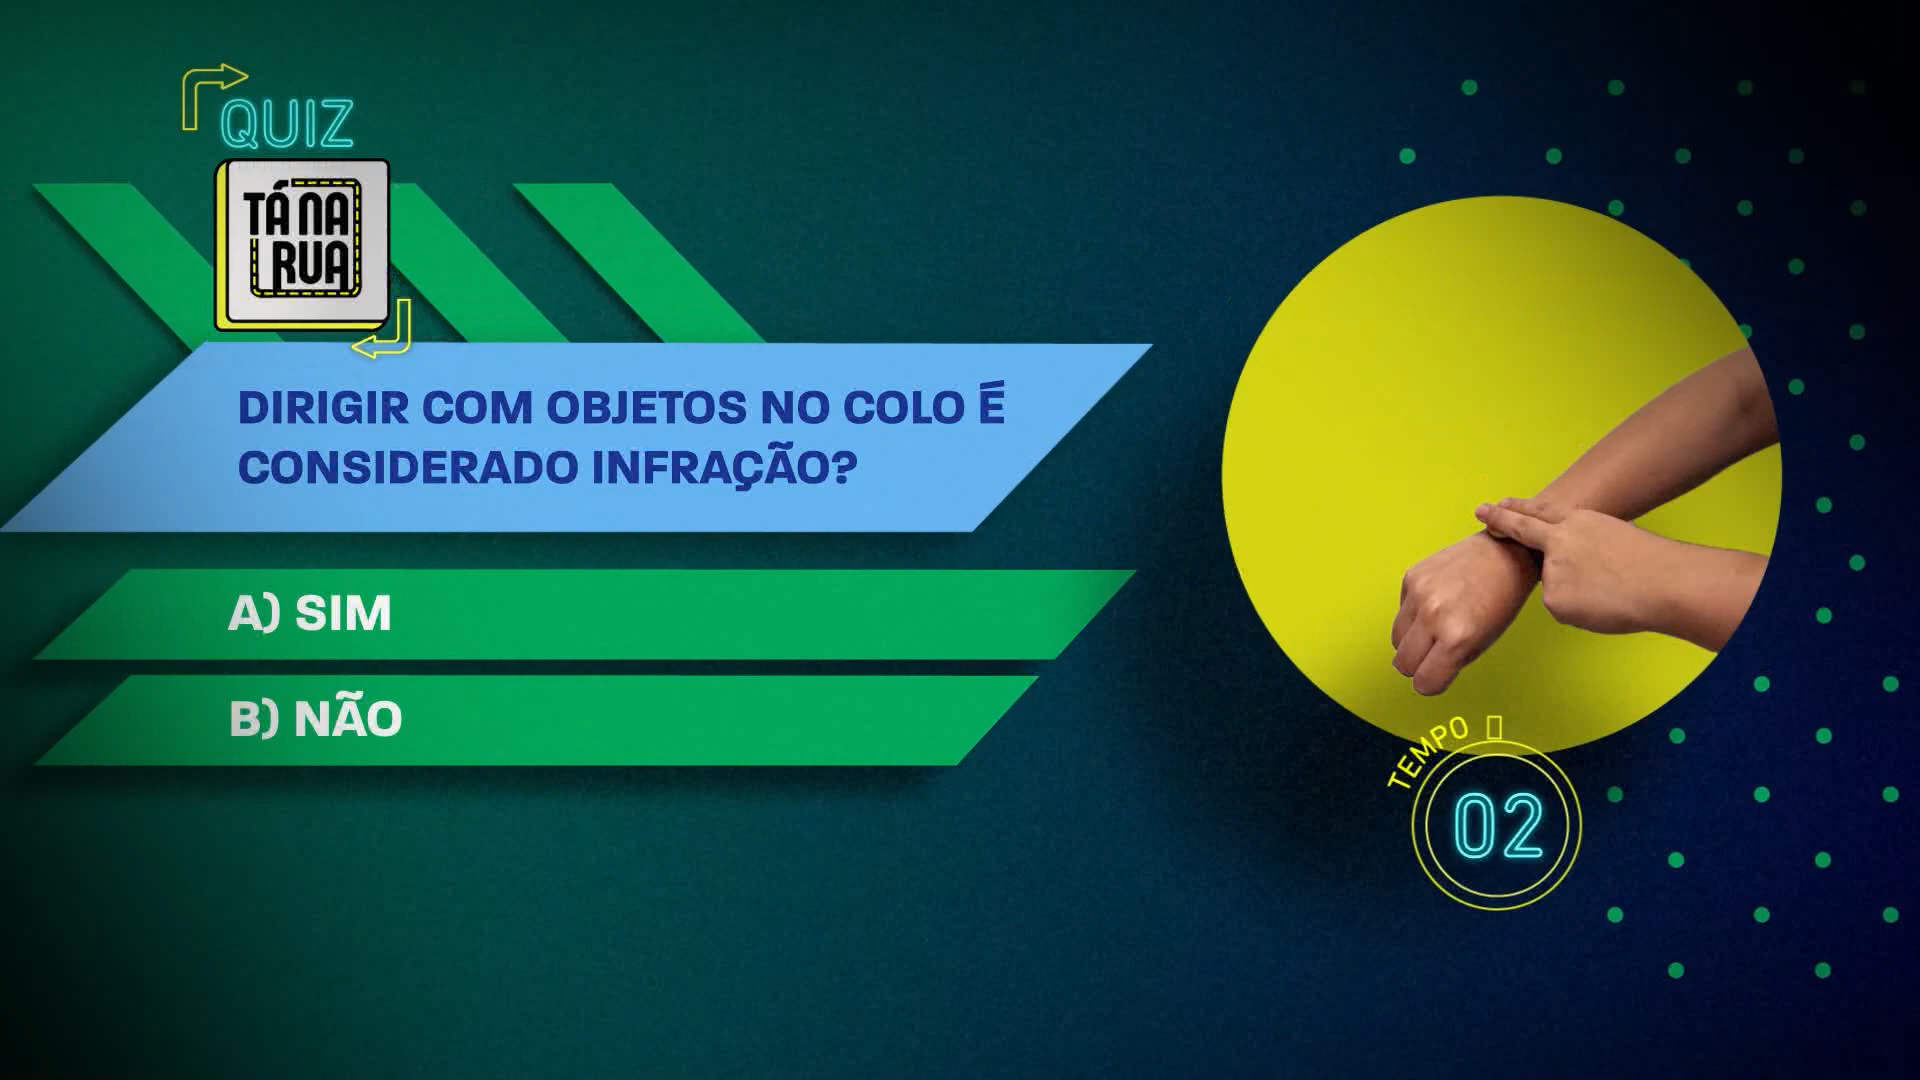 QUIZ
TÁ NA
RUA
DIRIGIR COM OBJETOS NO COLO É
CONSIDERADO INFRAÇÃO?
A) SIM
B) NÃO
TEMPO
02